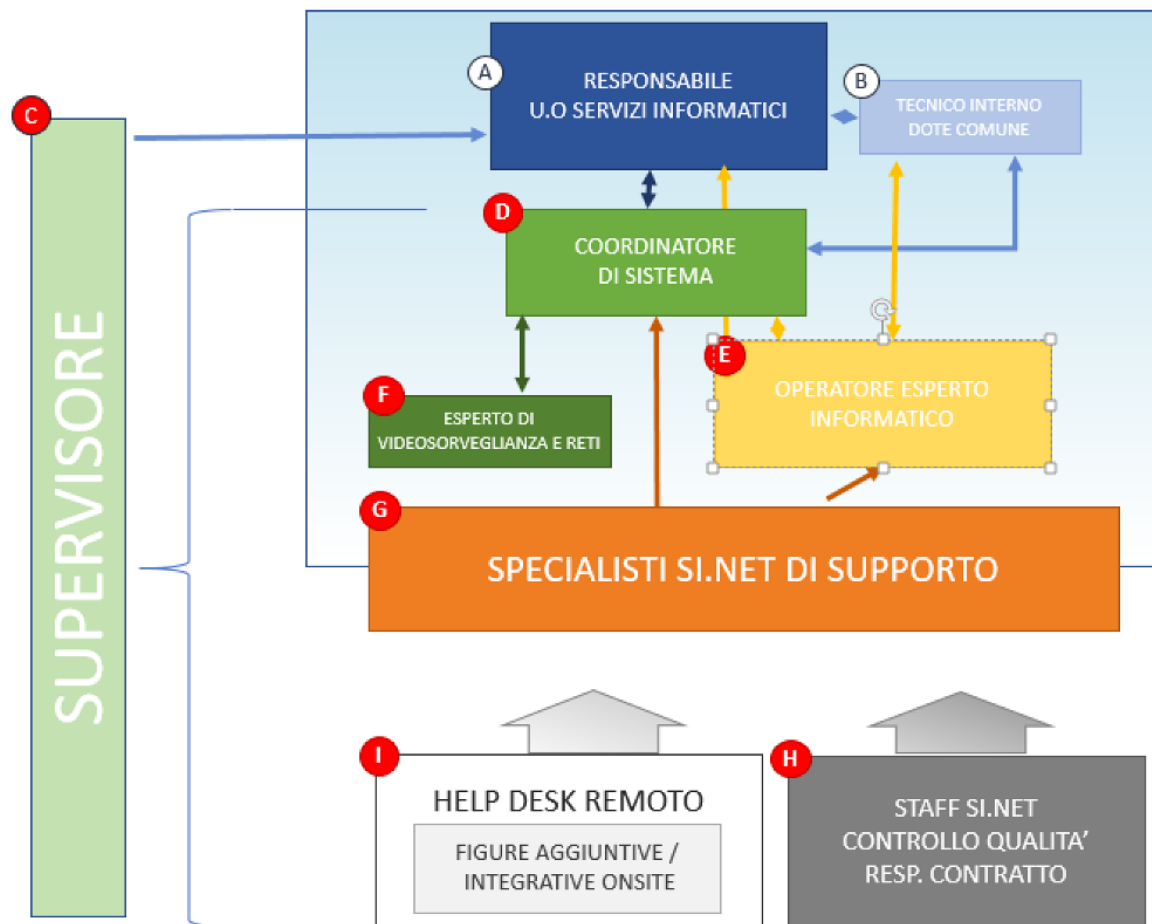 C
SUPERVISORE
A
RESPONSABILE
U.O SERVIZI INFORMATICI
B
TECNICO INTERNO
DOTE COMUNE
D
COORDINATORE
DI SISTEMA
E
OPERATORE ESPERTO
INFORMATICO
F
ESPERTO DI
VIDEOSORVEGLIANZA E RETI
G
SPECIALISTI SI.NET DI SUPPORTO
I
HELP DESK REMOTO
FIGURE AGGIUNTIVE /
INTEGRATIVE ONSITE
H
STAFF SI.NET
CONTROLLO QUALITA’
RESP. CONTRATTO